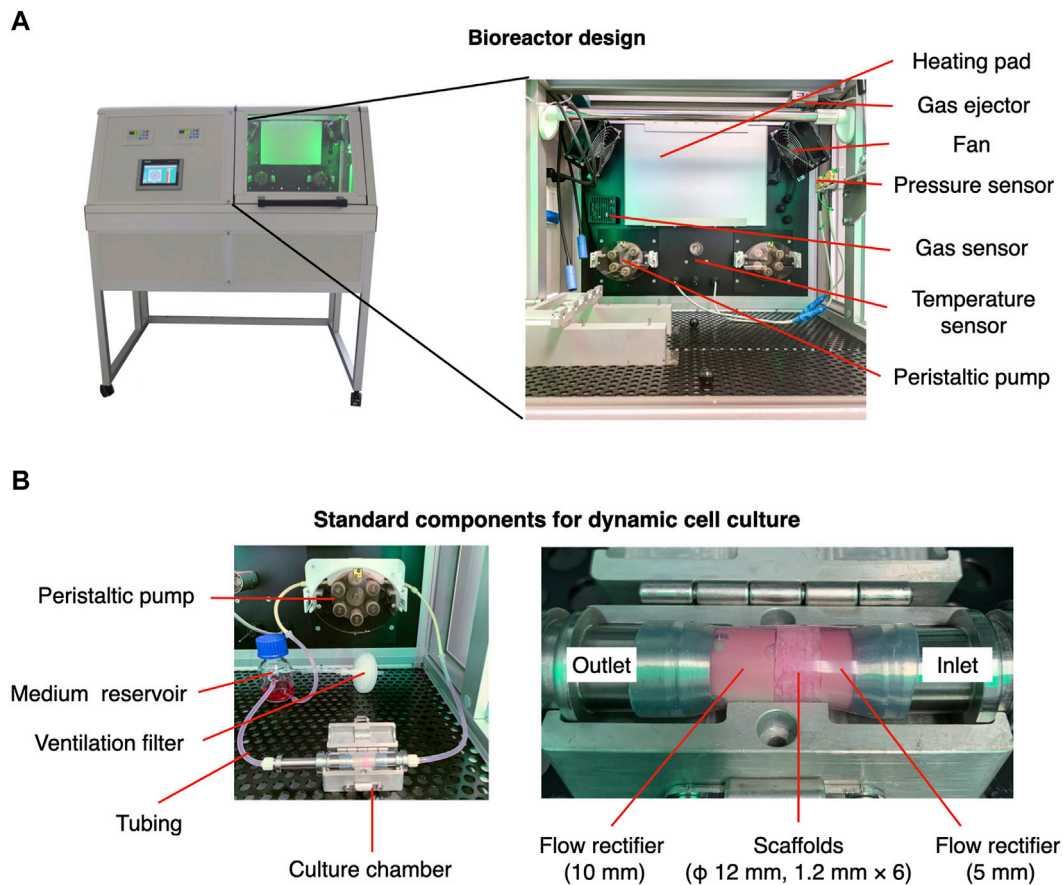 A
Bioreactor design
Heating pad
Gas ejector
Fan
Pressure sensor
Gas sensor
Temperature
sensor
Peristaltic pump
B
Standard components for dynamic cell culture
Peristaltic pump
Medium reservoir
Ventilation filter
Tubing
Culture chamber
Outlet
Inlet
Flow rectifier
(10 mm)
Scaffolds
(ϕ 12 mm, 1.2 mm × 6)
Flow rectifier
(5 mm)